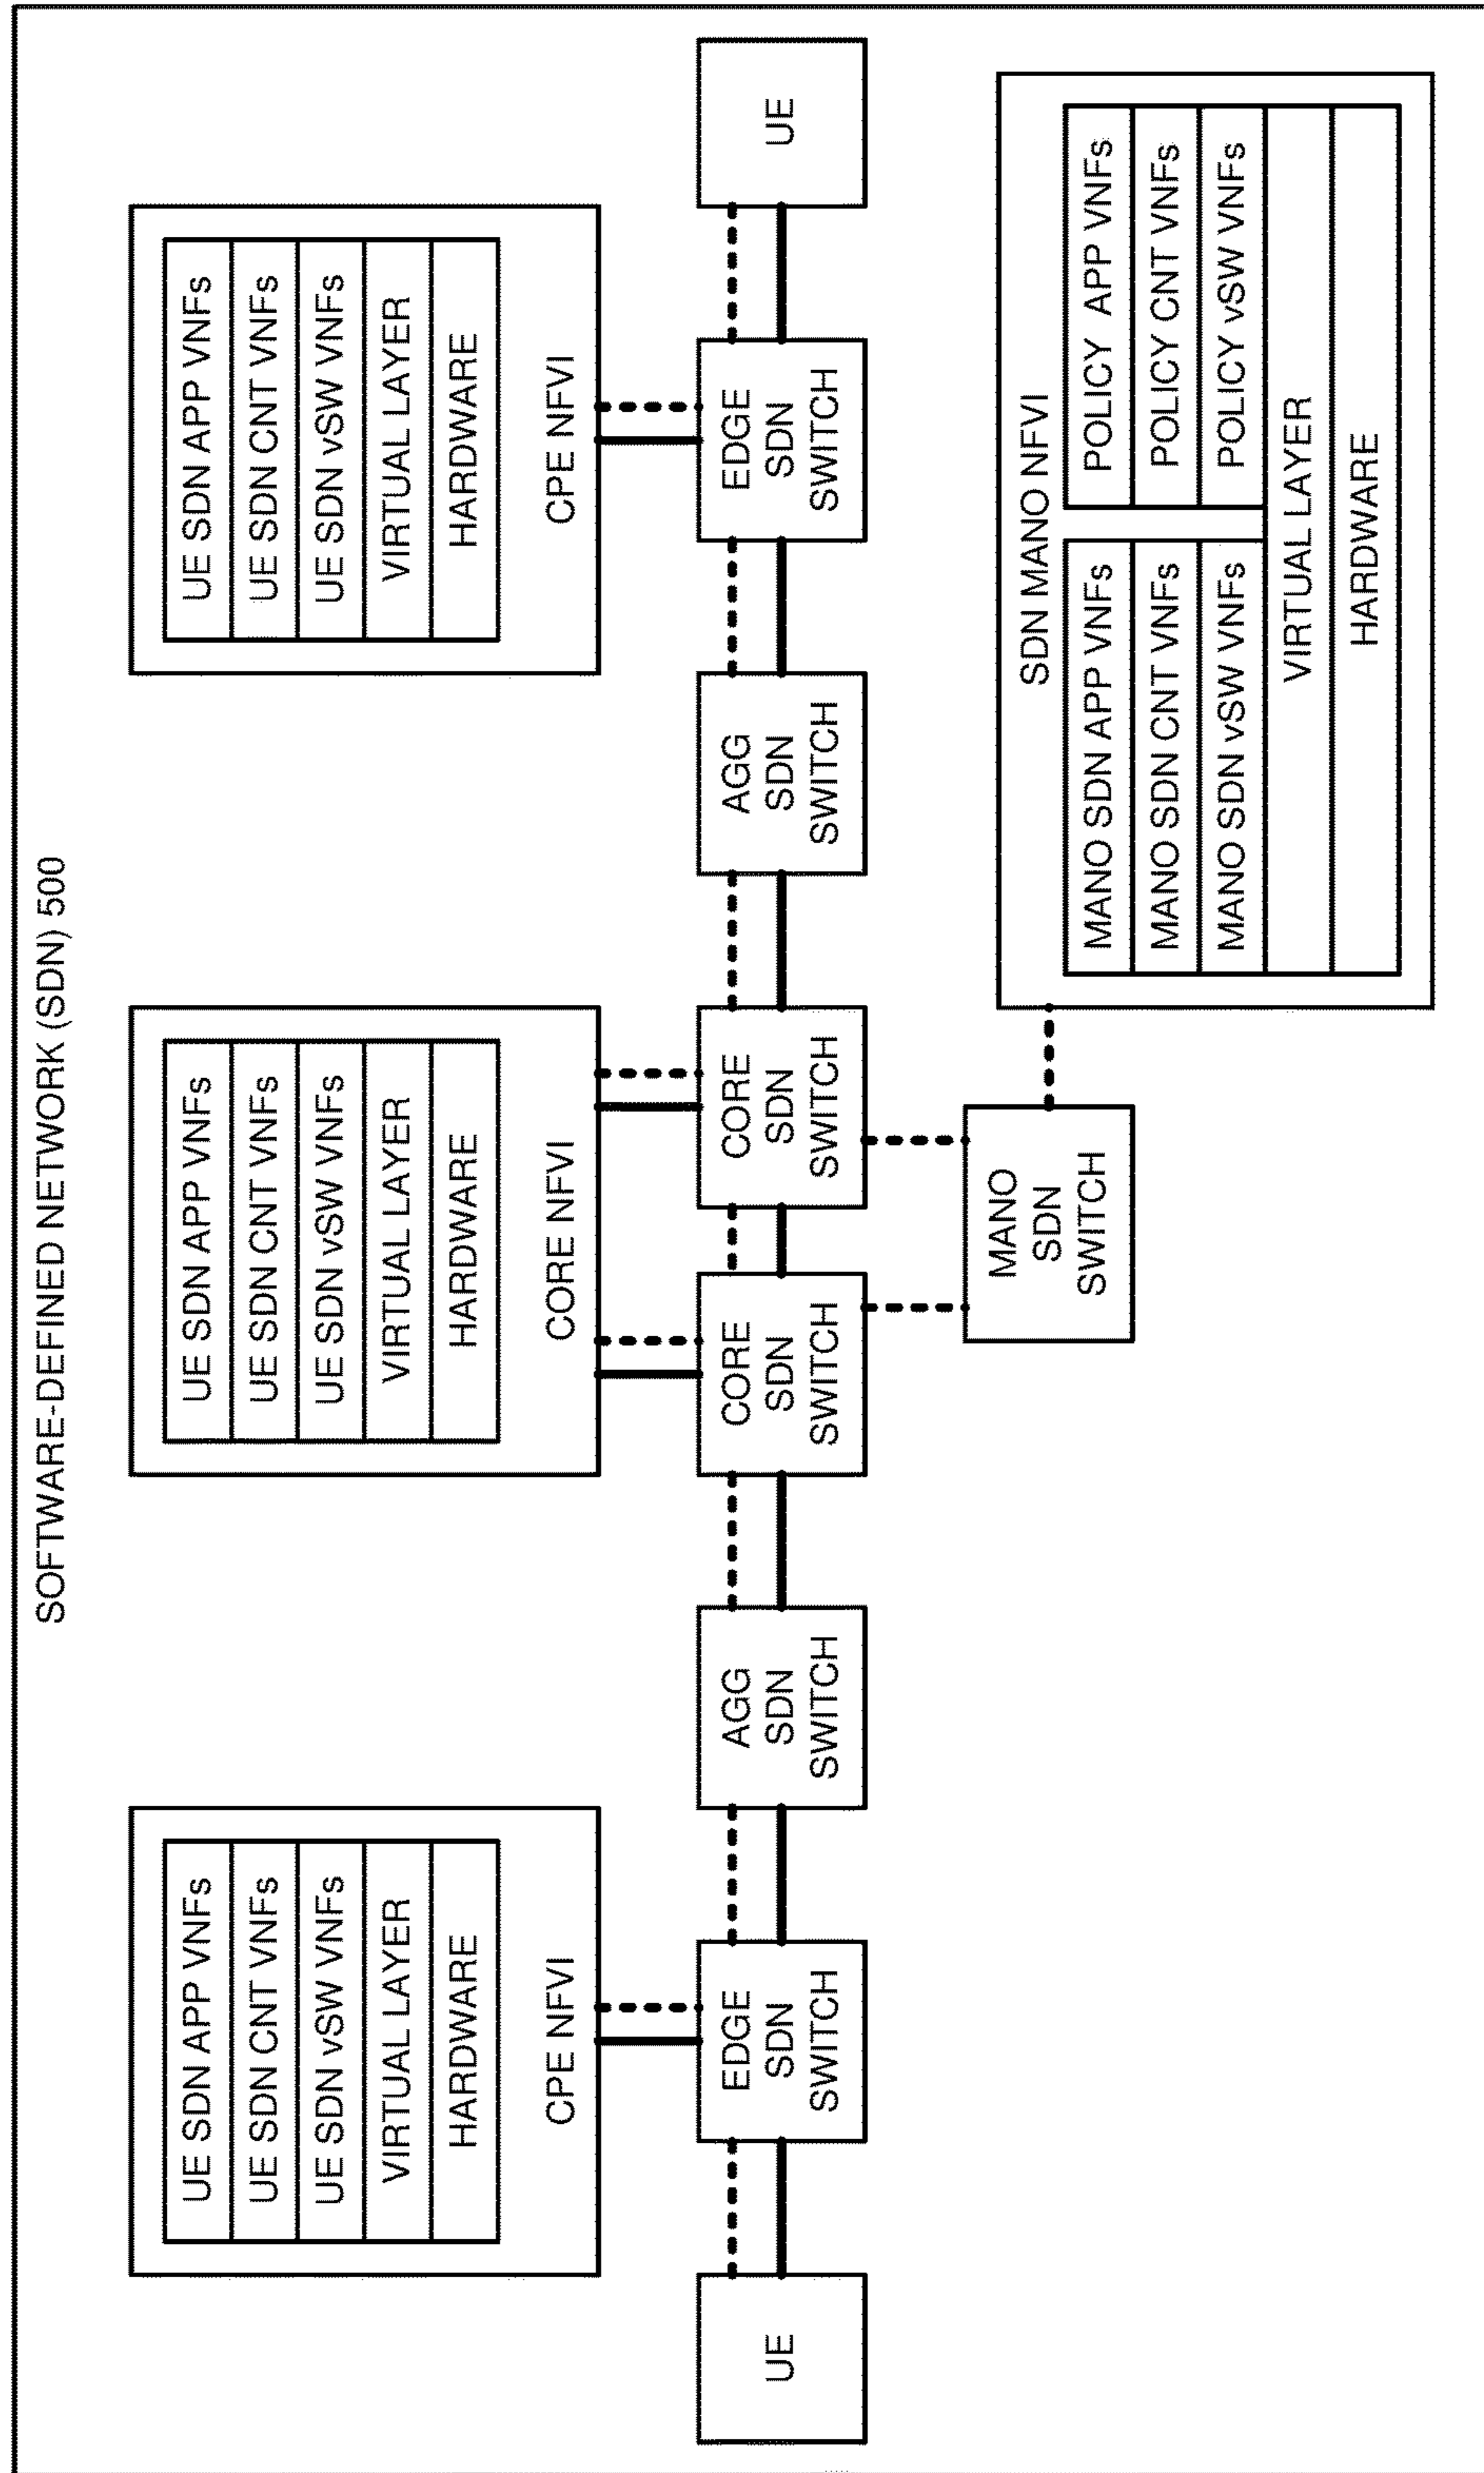 SOFTWARE-DEFINED NETWORK (SDN) 500
UE SDN APP VNFs
UE SDN CNT VNFs
UE SDN vSW VNFs
VIRTUAL LAYER
HARDWARE
CPE NFVI
UE SDN APP VNFs
UE SDN CNT VNFs
UE SDN vSW VNFs
VIRTUAL LAYER
HARDWARE
CORE NFVI
UE SDN APP VNFs
UE SDN CNT VNFs
UE SDN vSW VNFs
VIRTUAL LAYER
HARDWARE
CPE NFVI
UE
EDGE
SDN
SWITCH
AGG
SDN
SWITCH
CORE
SDN
SWITCH
CORE
SDN
SWITCH
AGG
SDN
SWITCH
EDGE
SDN
SWITCH
UE
MANO
SDN
SWITCH
SDN MANO NFVI
MANO SDN APP VNFs
MANO SDN CNT VNFs
MANO SDN vSW VNFs
POLICY APP VNFs
POLICY CNT VNFs
POLICY vSW VNFs
VIRTUAL LAYER
HARDWARE